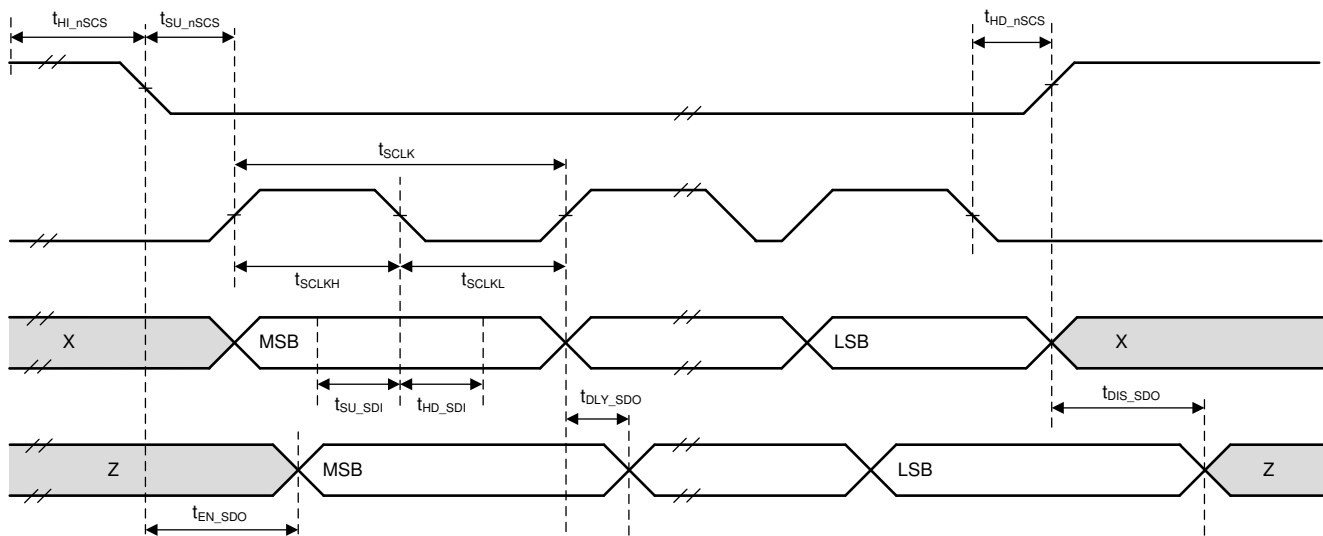 tHI_nSCS
tSU_nSCS
tHD_nSCS
tSCLK
tSCLKH
tSCLKL
X
MSB
LSB
X
tSU_SDI
tHD_SDI
tDLY_SDO
tDIS_SDO
Z
MSB
LSB
Z
tEN_SDO